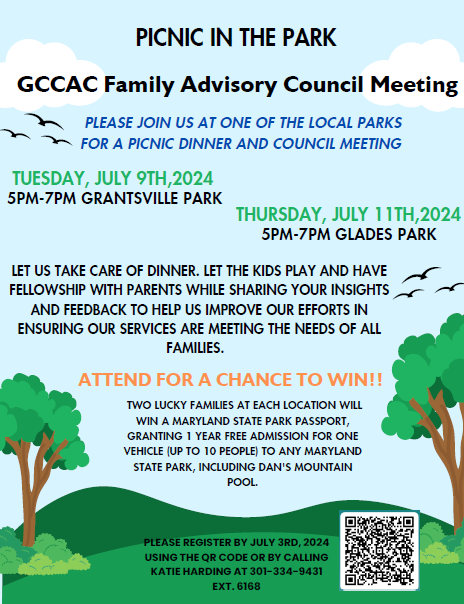 PICNIC IN THE PARK
GCCAC Family Advisory Council Meeting
PLEASE JOIN US AT ONE OF THE LOCAL PARKS
FOR A PICNIC DINNER AND COUNCIL MEETING
TUESDAY, JULY 9TH,2024
5PM-7PM GRANTSVILLE PARK
THURSDAY, JULY 11TH,2024
5PM-7PM GLADES PARK
LET US TAKE CARE OF DINNER. LET THE KIDS PLAY AND HAVE
FELLOWSHIP WITH PARENTS WHILE SHARING YOUR INSIGHTS
AND FEEDBACK TO HELP US IMPROVE OUR EFFORTS IN
ENSURING OUR SERVICES ARE MEETING THE NEEDS OF ALL
FAMILIES.
ATTEND FOR A CHANCE TO WIN!!
TWO LUCKY FAMILIES AT EACH LOCATION WILL
WIN A MARYLAND STATE PARK PASSPORT,
GRANTING 1 YEAR FREE ADMISSION FOR ONE
VEHICLE (UP TO 10 PEOPLE) TO ANY MARYLAND
STATE PARK, INCLUDING DAN'S MOUNTAIN
POOL.
PLEASE REGISTER BY JULY 3RD, 2024
USING THE QR CODE OR BY CALLING
KATIE HARDING AT 301-334-9431
EXT. 6168